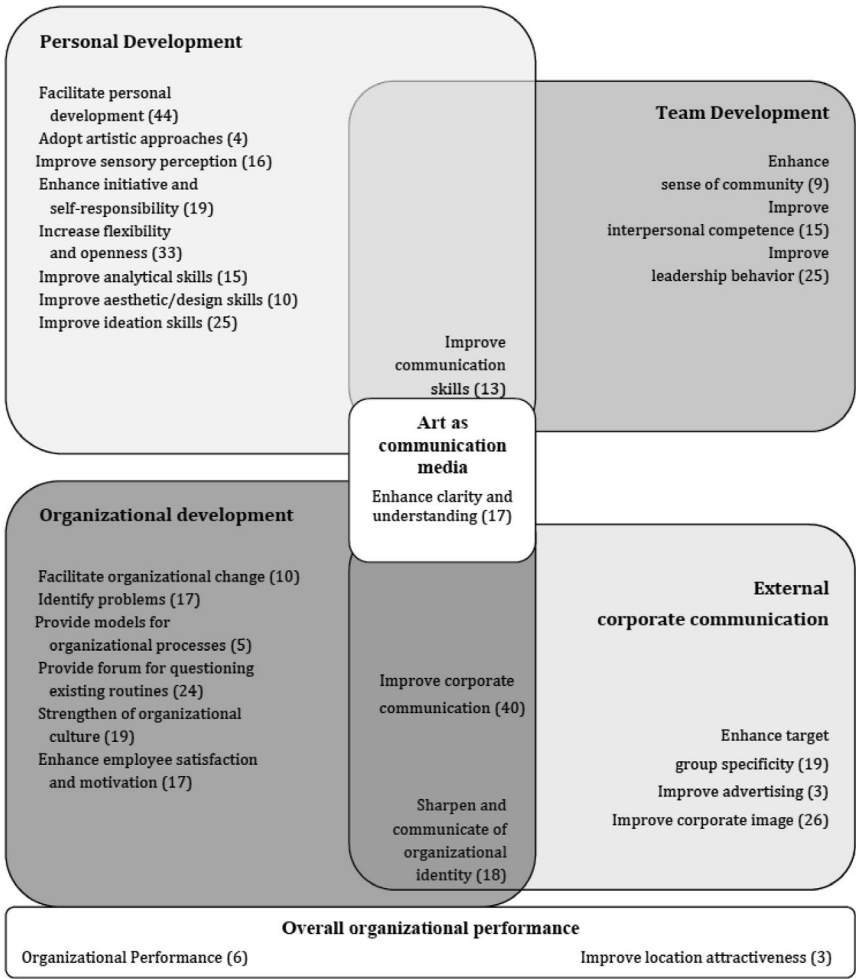 Personal Development
Facilitate personal
development (44)
Adopt artistic approaches (4)
Improve sensory perception (16)
Enhance initiative and
self-responsibility (19)
Increase flexibility
and openness (33)
Improve analytical skills (15)
Improve aesthetic/design skills (10)
Improve ideation skills (25)
Team Development
Enhance
sense of community (9)
Improve
interpersonal competence (15)
Improve
leadership behavior (25)
Improve
communication
skills (13)
Art as
communication
media
Enhance clarity and
understanding (17)
Organizational development
Facilitate organizational change (10)
Identify problems (17)
Provide models for
organizational processes (5)
Provide forum for questioning
existing routines (24)
Strengthen of organizational
culture (19)
Enhance employee satisfaction
and motivation (17)
Improve corporate
communication (40)
Sharpen and
communicate of
organizational
identity (18)
External
corporate communication
Enhance target
group specificity (19)
Improve advertising (3)
Improve corporate image (26)
Overall organizational performance
Organizational Performance (6)
Improve location attractiveness (3)